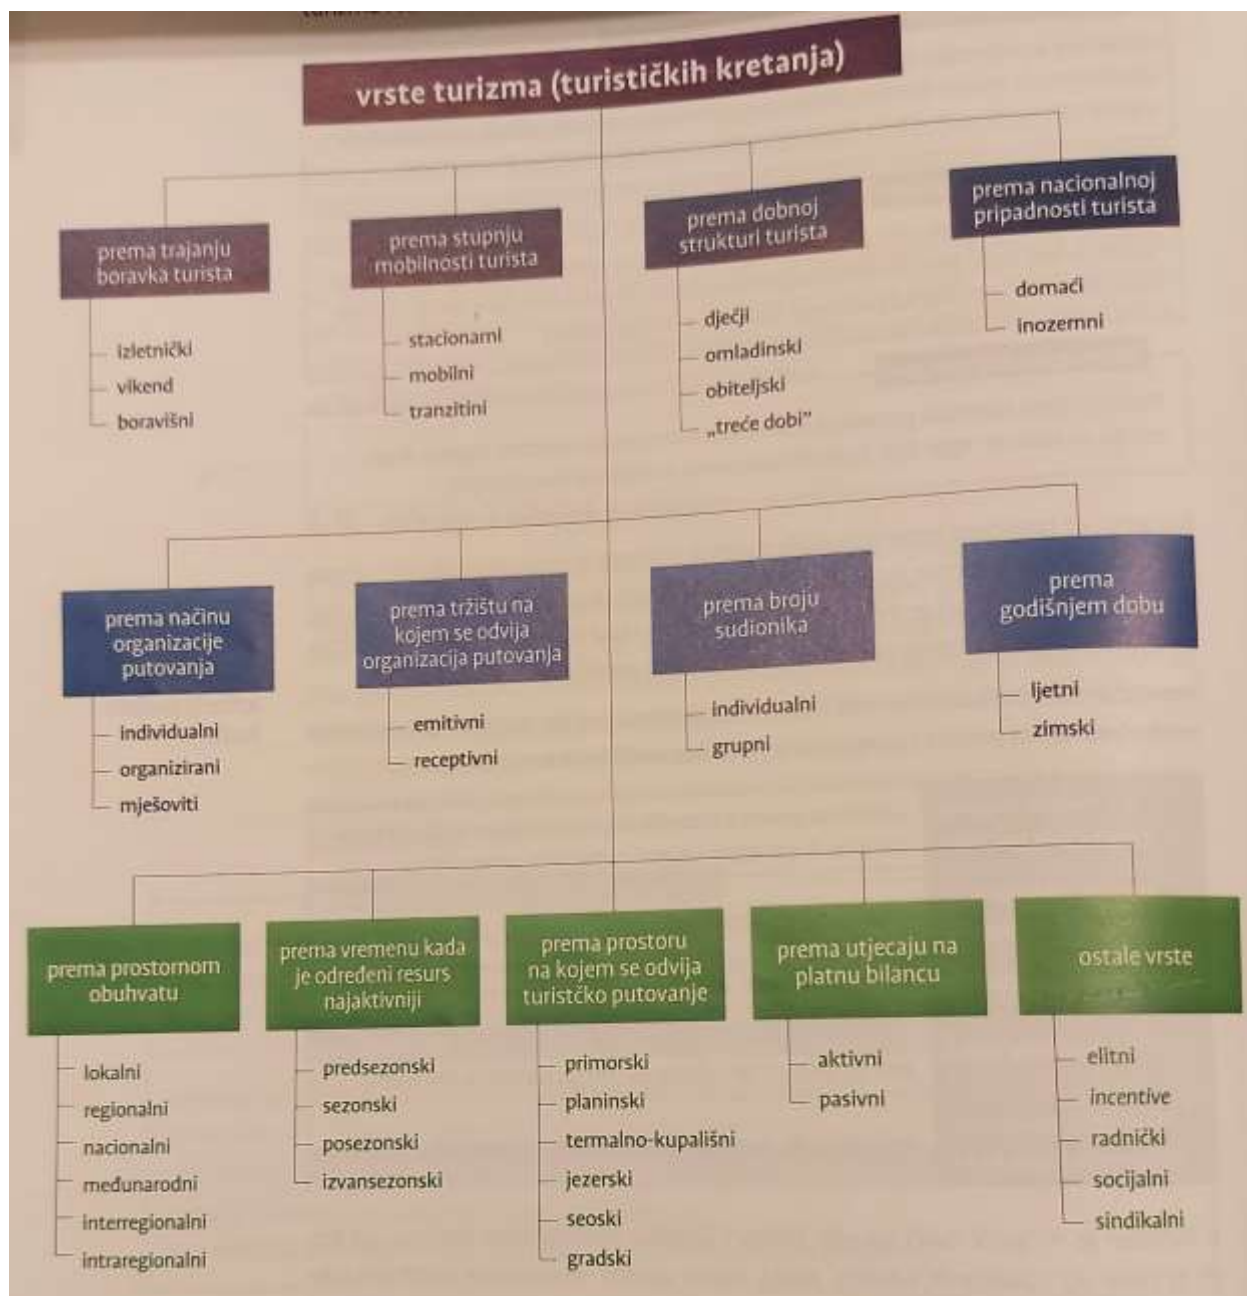 vrste turizma (turističkih kretanja)
prema trajanju
boravka turista
izletnički
vikend
boravišni
prema stupnju
mobilnosti turista
stacionarni
mobilni
tranzitini
prema dobnoj
strukturi turista
dječji
omladinski
obiteljski
„treće dobi”
prema nacionalnoj
pripadnosti turista
domaći
inozemni
prema načinu
organizacije
putovanja
individualni
organizirani
mješoviti
prema tržištu na
kojem se odvija
organizacija putovanja
emitivni
receptivni
prema broju
sudionika
individualni
grupni
prema
godišnjem dobu
ljetni
zimski
prema prostornom
obuhvatu
lokalni
regionalni
nacionalni
međunarodni
interregionalni
intraregionalni
prema vremenu kada
je određeni resurs
najaktivniji
predsezonski
sezonski
posezonski
izvansezonski
prema prostoru
na kojem se odvija
turistčko putovanje
primorski
planinski
termalno-kupališni
jezerski
seoski
gradski
prema utjecaju na
platnu bilancu
aktivni
pasivni
ostale vrste
elitni
incentive
radnički
socijalni
sindikalni